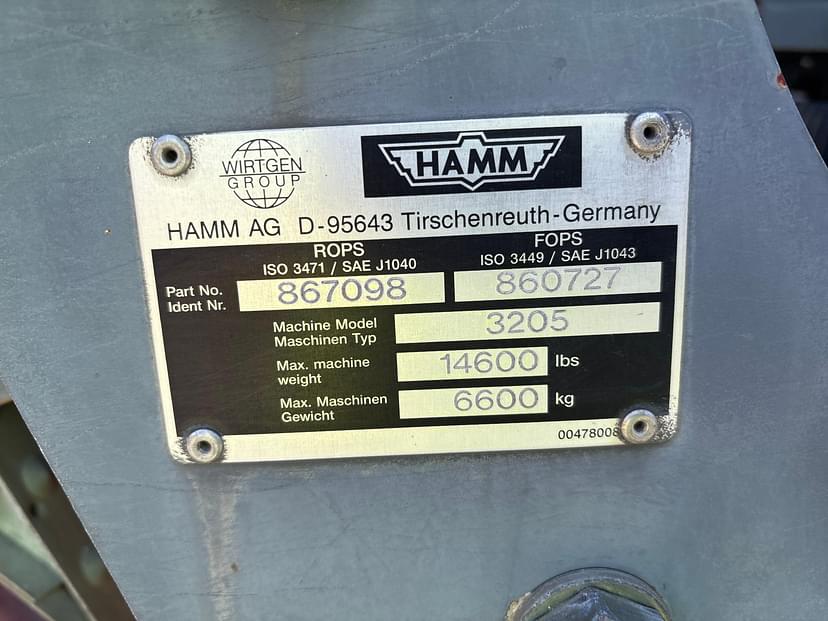 WIRTGEN
GROUP
HAMM
HAMM AG D-95643 Tirschenreuth-Germany
ROPS
ISO 3471 / SAE J1040
FOPS
ISO 3449 / SAE J1043
Part No.
Ident Nr.
867098
860727
Machine Model
Maschinen Typ
3205
Max. machine
weight
14600 lbs
Max. Maschinen
Gewicht
6600 kg